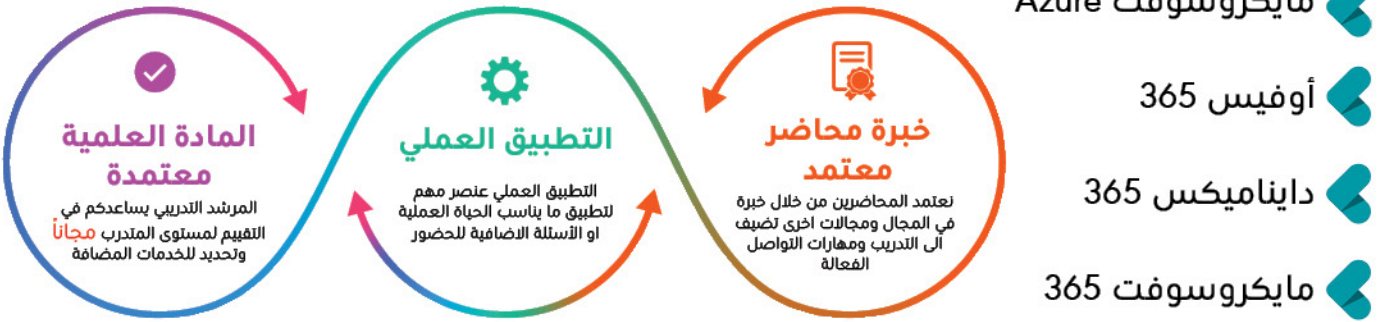 مايكروسوفت Azure
أوفيس 365
دايناميكس 365
مايكروسوفت 365
خبرة محاضر
معتمد
نعتمد المحاضرين من خلال خبرة
في المجال ومجالات اخرى تضيف
الى التدريب ومهارات التواصل
الفعالة
التطبيق العملي
التطبيق العملي عنصر مهم
لتطبيق ما يناسب الحياة العملية
او الأسئلة الاضافية للحضور
المادة العلمية
معتمدة
المرشد التدريبي يساعدكم في
التقييم لمستوى المتدرب مجاناً
وتحديد للخدمات المضافة